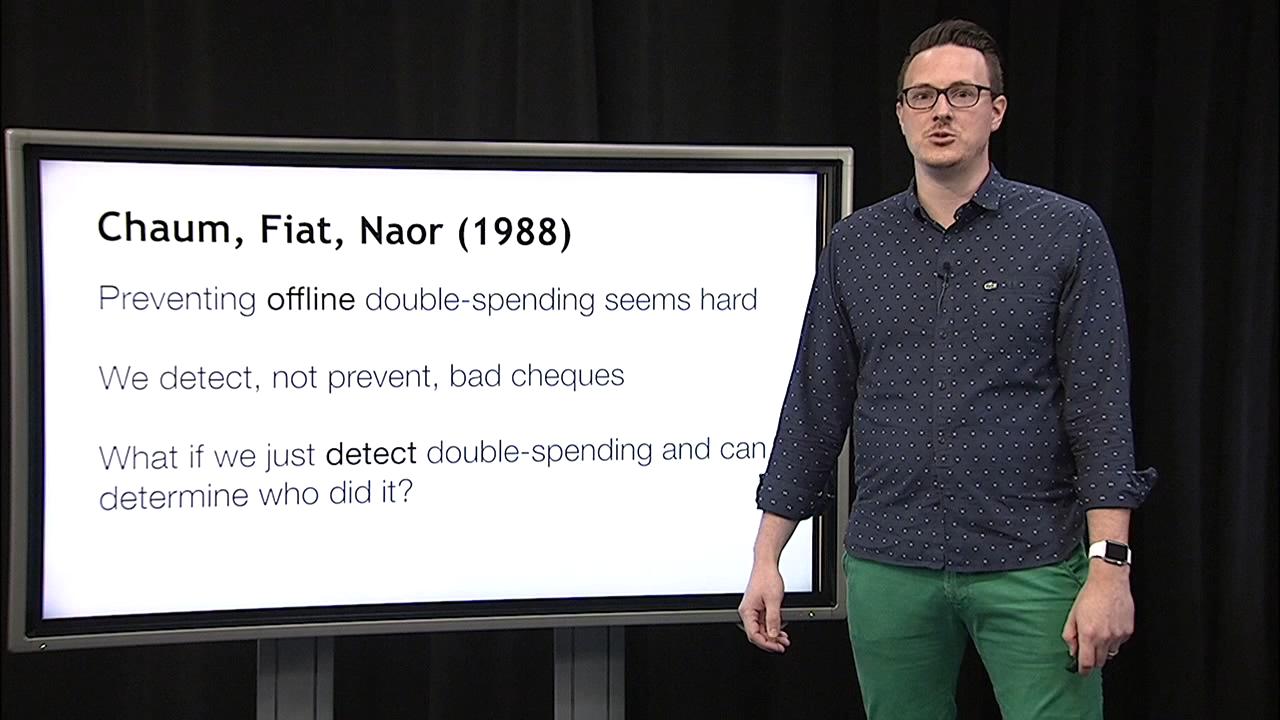 Chaum, Fiat, Naor (1988)
Preventing offline double-spending seems hard
We detect, not prevent, bad cheques
What if we just detect double-spending and can
determine who did it?